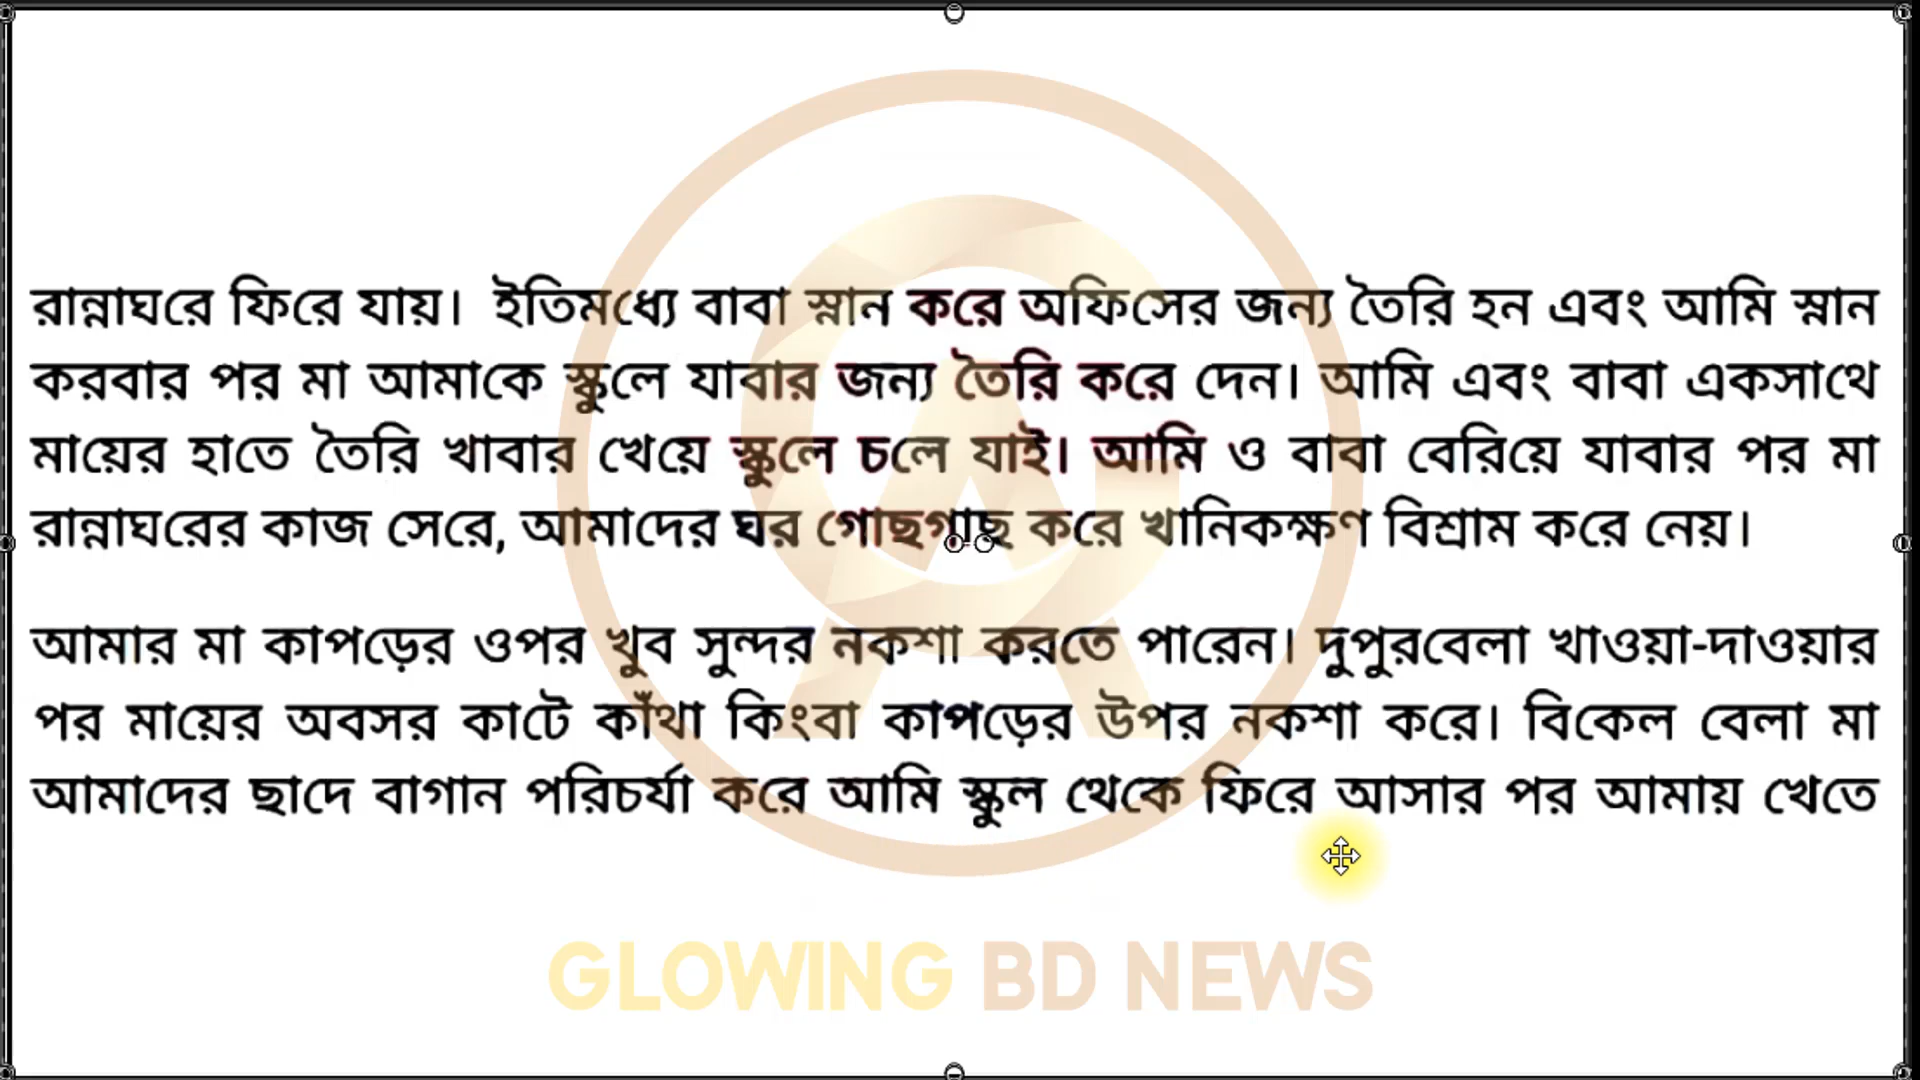 রান্নাঘরে ফিরে যায়। ইতিমধ্যে বাবা স্নান করে অফিসের জন্য তৈরি হন এবং আমি স্নান
করবার পর মা আমাকে স্কুলে যাবার জন্য তৈরি করে দেন। আমি এবং বাবা একসাথে
মায়ের হাতে তৈরি খাবার খেয়ে স্কুলে চলে যাই। আমি ও বাবা বেরিয়ে যাবার পর মা
রান্নাঘরের কাজ সেরে, আমাদের ঘর গোছগাছ করে খানিকক্ষণ বিশ্রাম করে নেয়।
আমার মা কাপড়ের ওপর খুব সুন্দর নকশা করতে পারেন। দুপুরবেলা খাওয়া-দাওয়ার
পর মায়ের অবসর কাটে কাঁথা কিংবা কাপড়ের উপর নকশা করে। বিকেল বেলা মা
আমাদের ছাদে বাগান পরিচর্যা করে আমি স্কুল থেকে ফিরে আসার পর আমায় খেতে
GLOWING BD NEWS